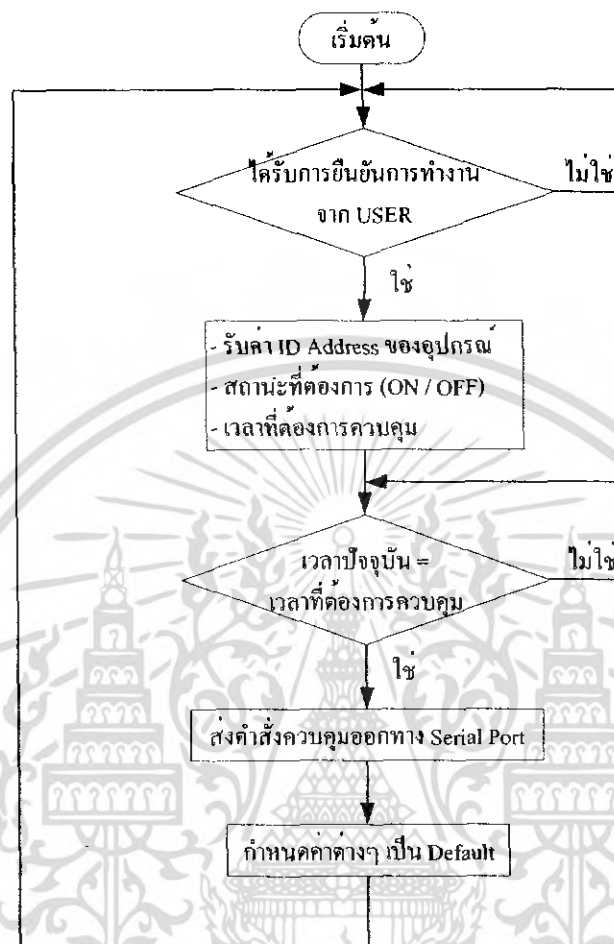 เริ่มต้น
ได้รับการยืนยันการทำงาน
จาก USER
ไม่ใช่
ใช่
- รับค่า ID Address ของอุปกรณ์
- สถานะที่ต้องการ (ON / OFF)
- เวลาที่ต้องการควบคุม
เวลาปัจจุบัน =
เวลาที่ต้องการควบคุม
ไม่ใช่
ใช่
ส่งคำสั่งควบคุมออกทาง Serial Port
กำหนดค่าต่างๆ เป็น Default